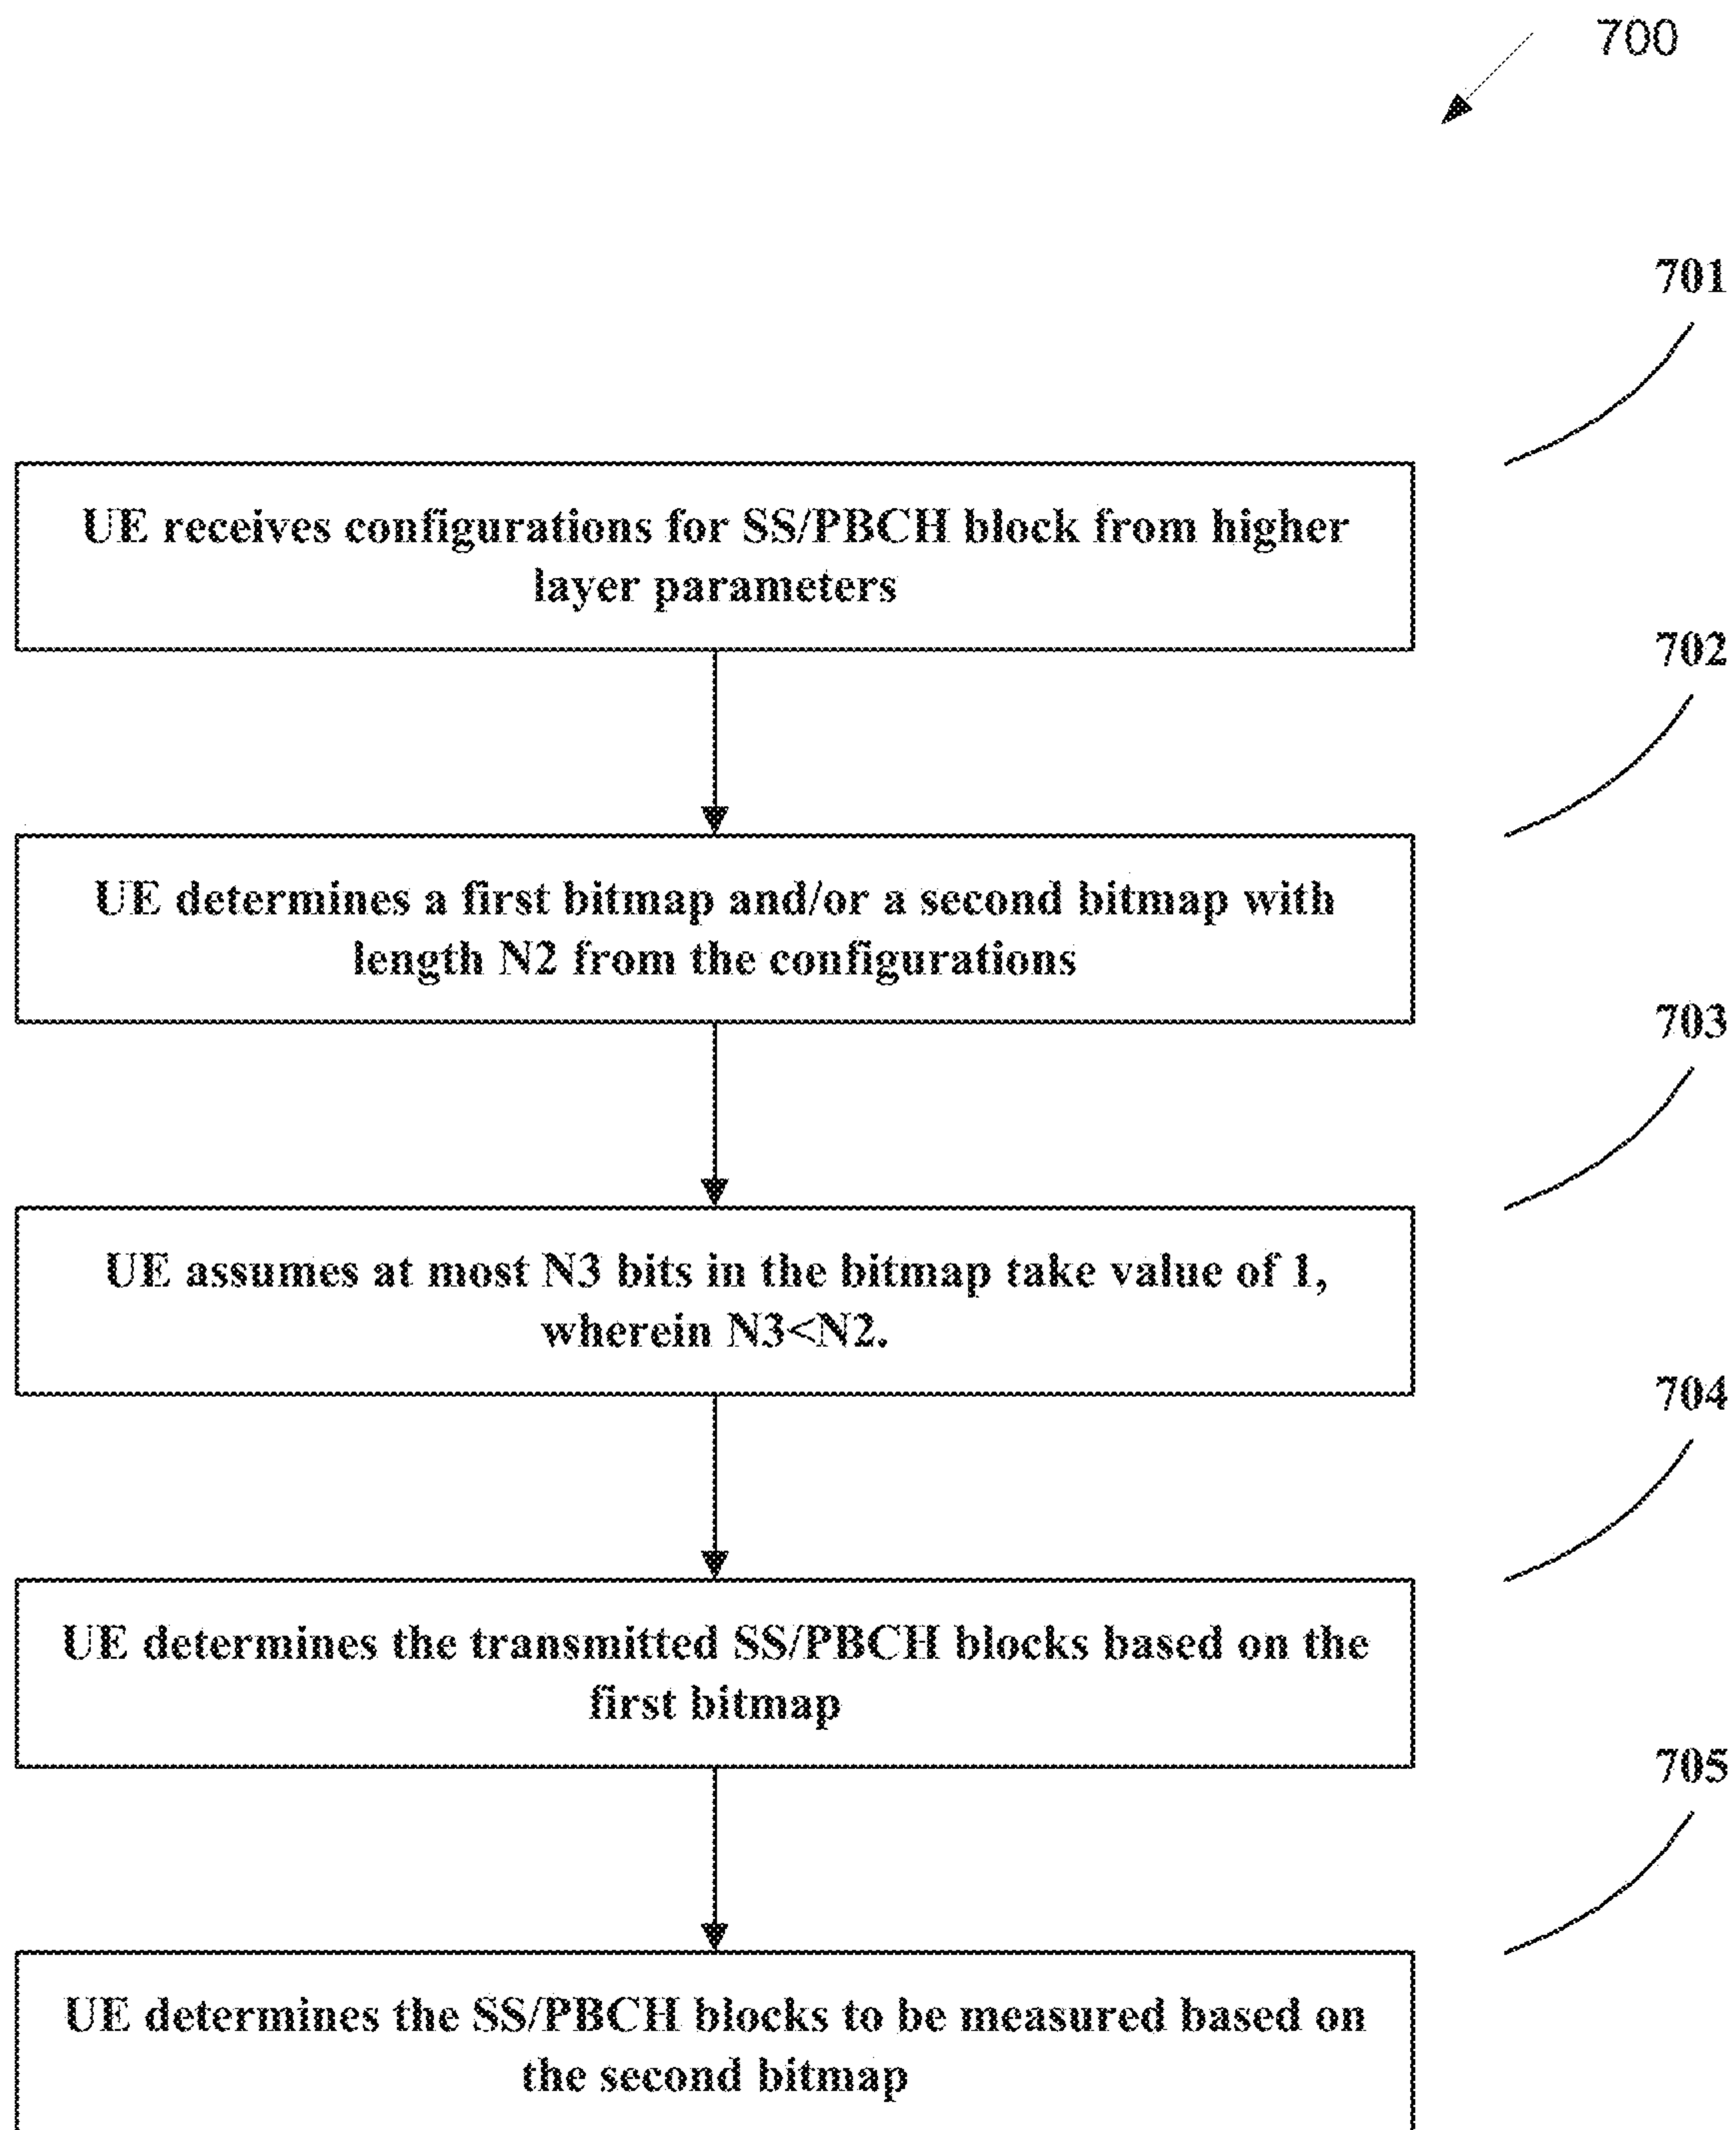 700
701
UE receives configurations for SS/PBCH block from higher
layer parameters
702
UE determines a first bitmap and/or a second bitmap with
length N2 from the configurations
703
UE assumes at most N3 bits in the bitmap take value of 1,
wherein N3<N2.
704
UE determines the transmitted SS/PBCH blocks based on the
first bitmap
705
UE determines the SS/PBCH blocks to be measured based on
the second bitmap